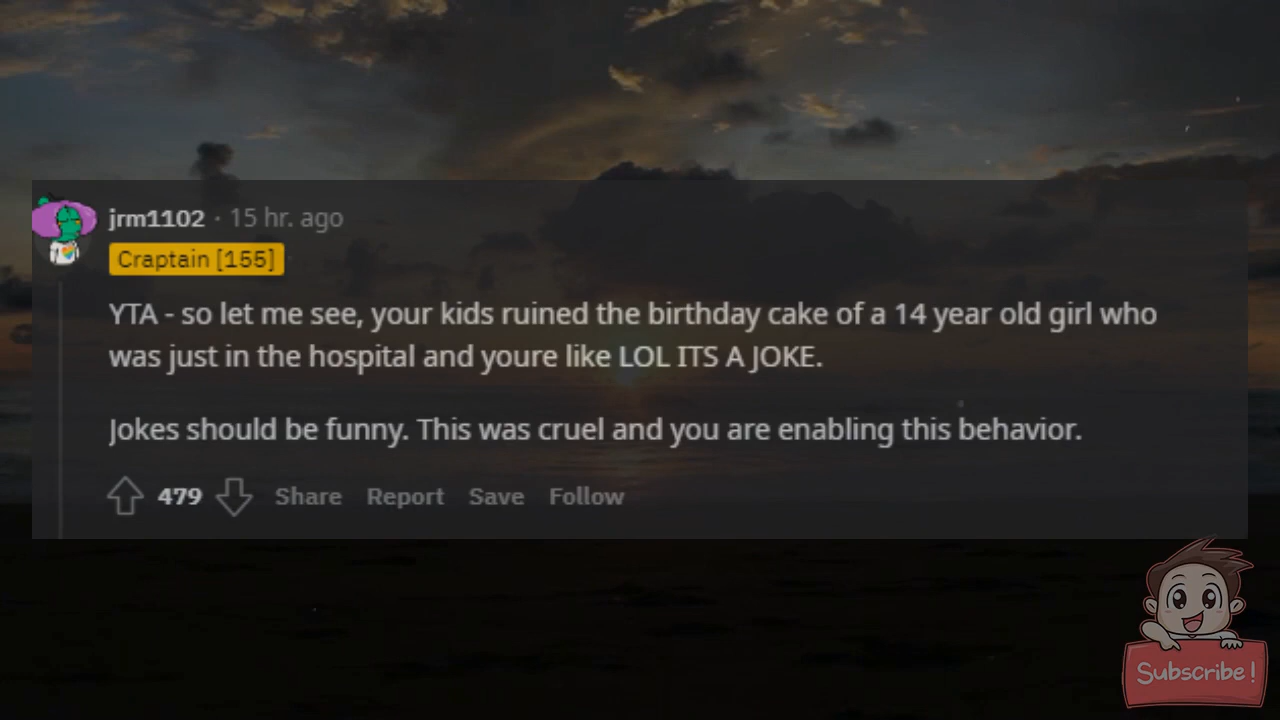 jrm1102 · 15 hr. ago
Craptain [155]
YTA - so let me see, your kids ruined the birthday cake of a 14 year old girl who
was just in the hospital and youre like LOL ITS A JOKE.
Jokes should be funny. This was cruel and you are enabling this behavior.
479 Share Report Save Follow
Subscribe!